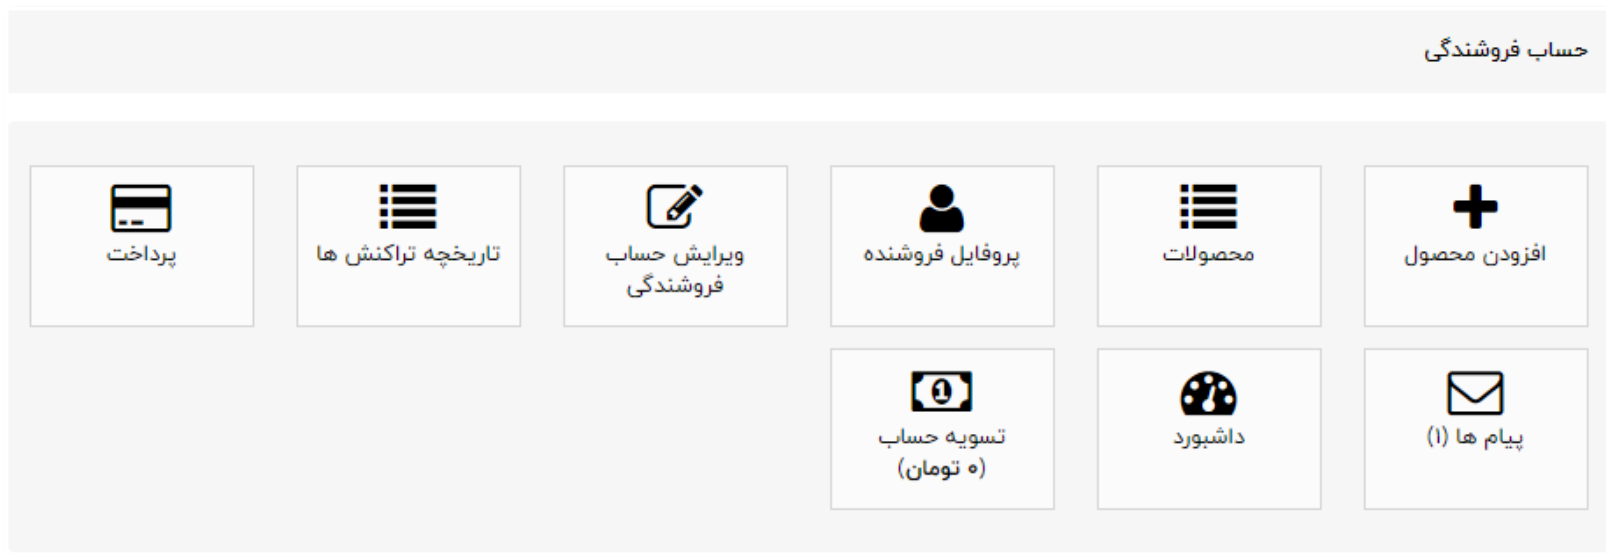 حساب فروشندگی
افزودن محصول
محصولات
پروفایل فروشنده
ویرایش حساب
فروشندگی
تاریخچه تراکنش ها
پرداخت
پیام ها (۱)
داشبورد
تسویه حساب
(۰ تومان)